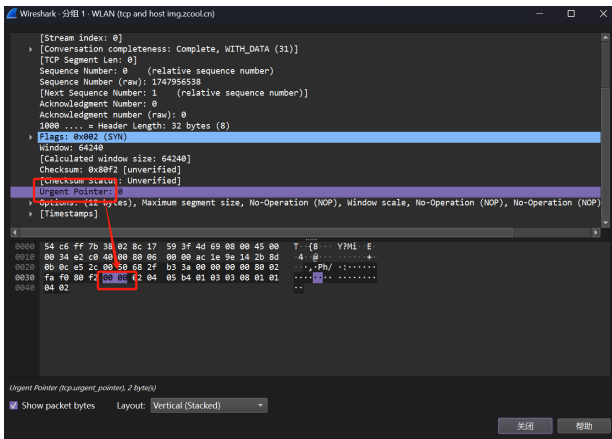 Wireshark · 分组 1 · WLAN (tcp and host img.zcool.cn)
[Stream index: 0]
[Conversation completeness: Complete, WITH_DATA (31)]
[TCP Segment Len: 0]
Sequence Number: 0    (relative sequence number)
Sequence Number (raw): 1747956538
[Next Sequence Number: 1    (relative sequence number)]
Acknowledgment Number: 0
Acknowledgment number (raw): 0
1000 .... = Header Length: 32 bytes (8)
Flags: 0x002 (SYN)
Window: 64240
[Calculated window size: 64240]
Checksum: 0x80f2 [unverified]
[Checksum Status: Unverified]
Urgent Pointer: 0
Options: (12 bytes), Maximum segment size, No-Operation (NOP), Window scale, No-Operation (NOP), No-Operation (NOP)
[Timestamps]
0000 54 c6 ff 7b 38 02 8c 17 59 3f 4d 69 08 00 45 00 T··{8··· Y?Mi··E·
0010 00 34 e2 c0 40 00 80 06 00 00 ac 1e 9e 14 2b 8d ·4··@··· ······+·
0020 0b 0c e5 2c 00 50 68 2f b3 3a 00 00 00 00 80 02 ···,·Ph/ ·:······
0030 fa f0 80 f2 00 00 02 04 05 b4 01 03 03 08 01 01 ········ ········
0040 04 02 ··
Urgent Pointer (tcp.urgent_pointer), 2 byte(s)
Show packet bytes Layout: Vertical (Stacked)
关闭 帮助